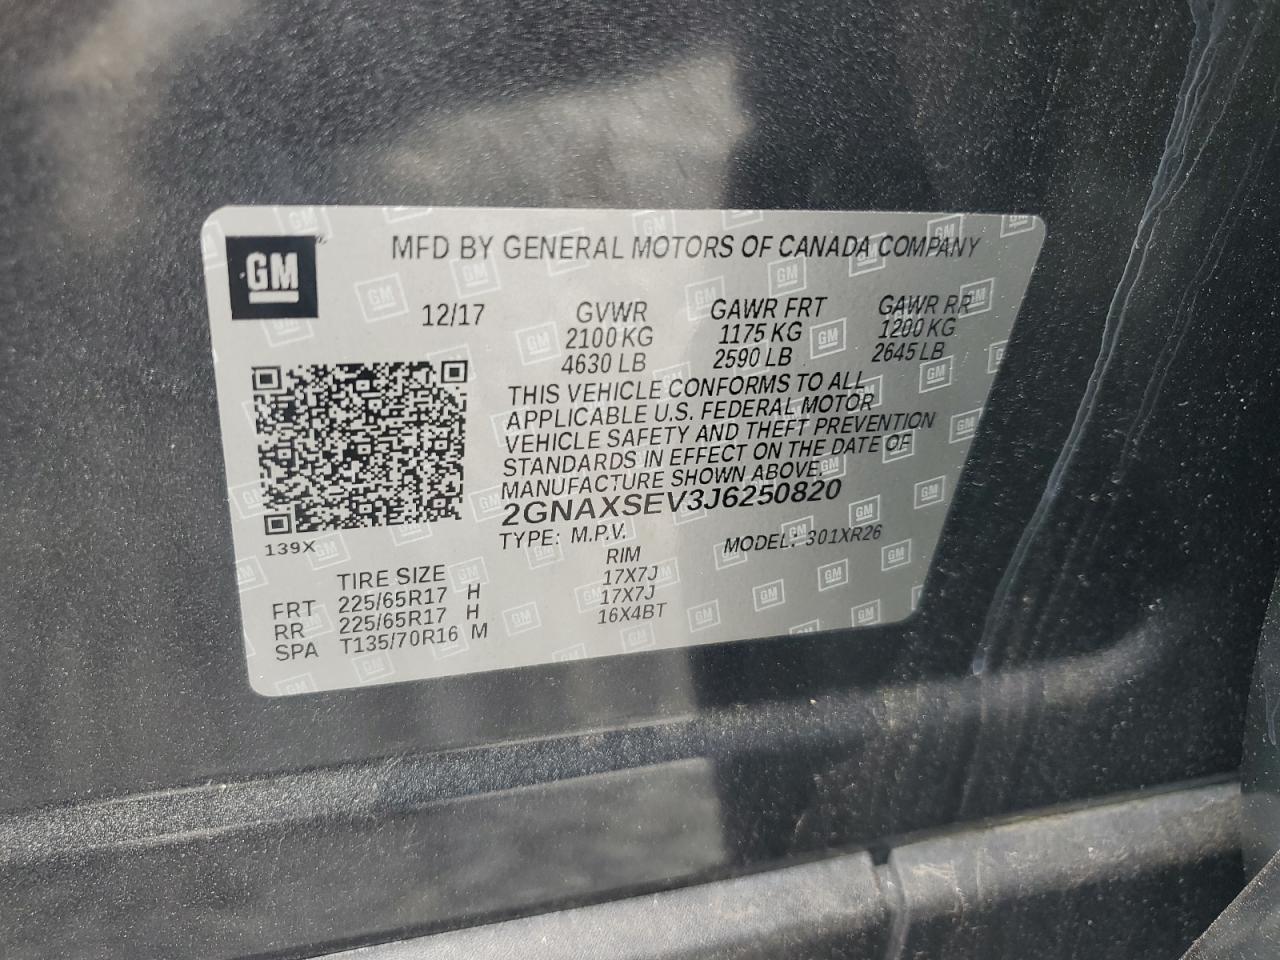 GM
MFD BY GENERAL MOTORS OF CANADA COMPANY
12/17 GVWR GAWR FRT GAWR RR
2100 KG 1175 KG 1200 KG
4630 LB 2590 LB 2645 LB
THIS VEHICLE CONFORMS TO ALL
APPLICABLE U.S. FEDERAL MOTOR
VEHICLE SAFETY AND THEFT PREVENTION
STANDARDS IN EFFECT ON THE DATE OF
MANUFACTURE SHOWN ABOVE.
2GNAXSEV3J6250820
TYPE: M.P.V. MODEL: 301XR26
139X
TIRE SIZE RIM
FRT 225/65R17 H 17X7J
RR 225/65R17 H 17X7J
SPA T135/70R16 M 16X4BT